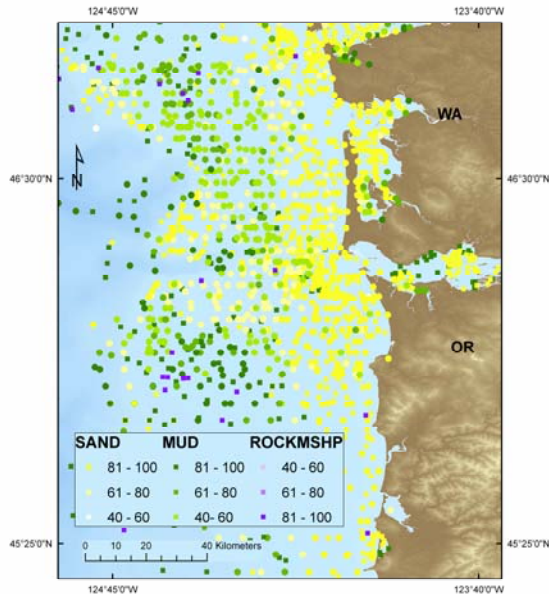 124°45'0"W 123°40'0"W
WA
46°30'0"N 46°30'0"N
N
OR
SAND MUD ROCKMSHP
81 - 100 81 - 100 40 - 60
61 - 80 61 - 80 61 - 80
40 - 60 40- 60 81 - 100
45°25'0"N 45°25'0"N
0 10 20 40 Kilometers
124°45'0"W 123°40'0"W